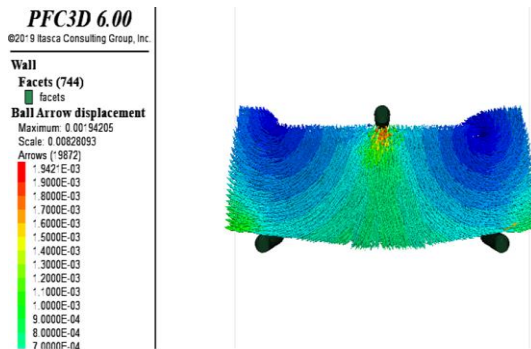 PFC3D 6.00
©2019 Itasca Consulting Group, Inc.
Wall
Facets (744)
facets
Ball Arrow displacement
Maximum: 0.00194205
Scale: 0.00828093
Arrows (19872)
1.9421E-03
1.9000E-03
1.8000E-03
1.7000E-03
1.6000E-03
1.5000E-03
1.4000E-03
1.3000E-03
1.2000E-03
1.1000E-03
1.0000E-03
9.0000E-04
8.0000E-04
7.0000E-04